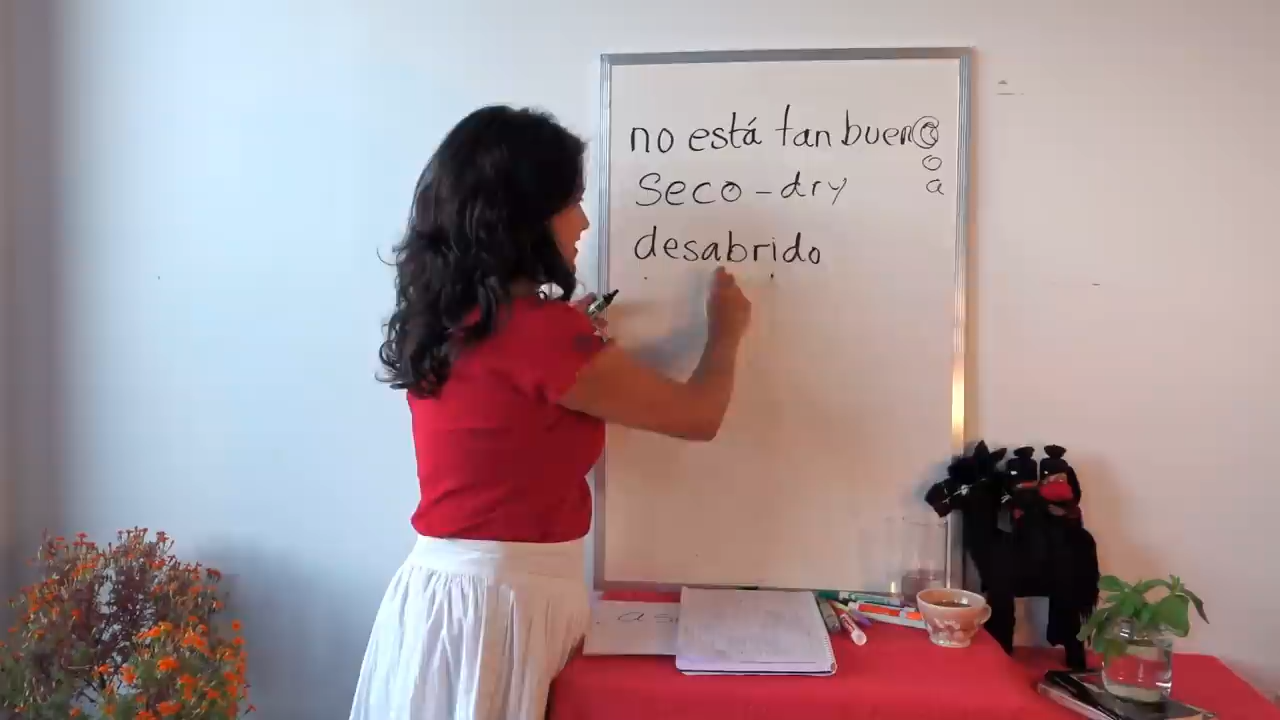 no está tan bueno
o
Seco - dry
a
desabrido